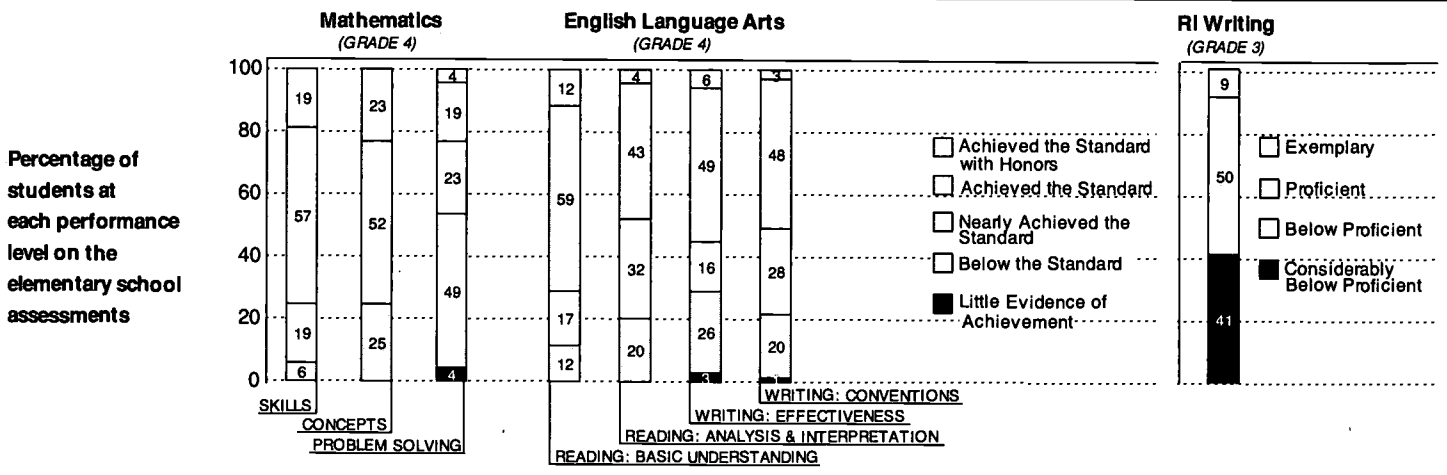 Mathematics
(GRADE 4)
English Language Arts
(GRADE 4)
RI Writing
(GRADE 3)
Percentage of
students at
each performance
level on the
elementary school
assessments
100
80
60
40
20
0
19
57
19
6
23
52
25
4
19
23
49
4
12
59
17
12
4
43
32
20
6
49
16
26
3
3
48
28
20
Achieved the Standard
with Honors
Achieved the Standard
Nearly Achieved the
Standard
Below the Standard
Little Evidence of
Achievement
9
50
41
Exemplary
Proficient
Below Proficient
Considerably
Below Proficient
SKILLS
CONCEPTS
PROBLEM SOLVING
WRITING: CONVENTIONS
WRITING: EFFECTIVENESS
READING: ANALYSIS & INTERPRETATION
READING: BASIC UNDERSTANDING